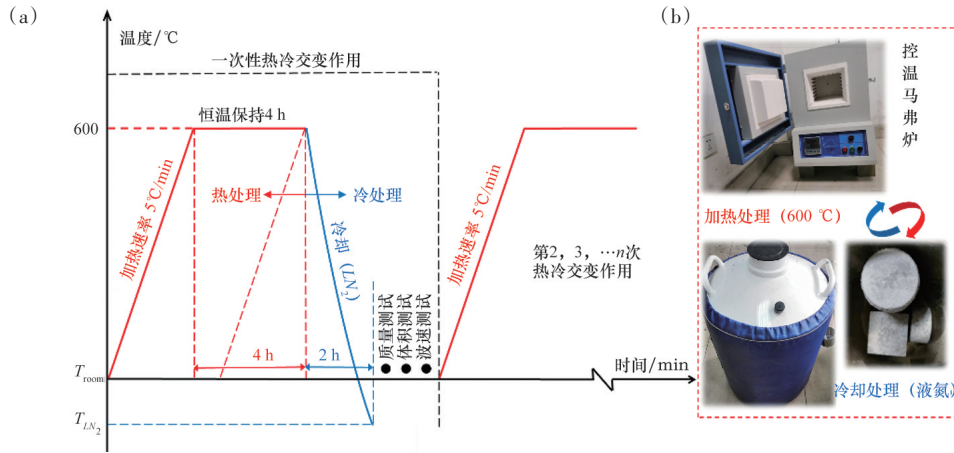 (a)
温度/℃
一次性热冷交变作用
恒温保持4 h
600
加热速率 5℃/min
热处理
冷处理
冷却（LN2）
加热速率 5℃/min
第2，3，…n次
热冷交变作用
质量测试
体积测试
波速测试
4 h
2 h
Troom
时间/min
TLN2
(b)
控温马弗炉
加热处理（600 ℃）
冷却处理（液氮）